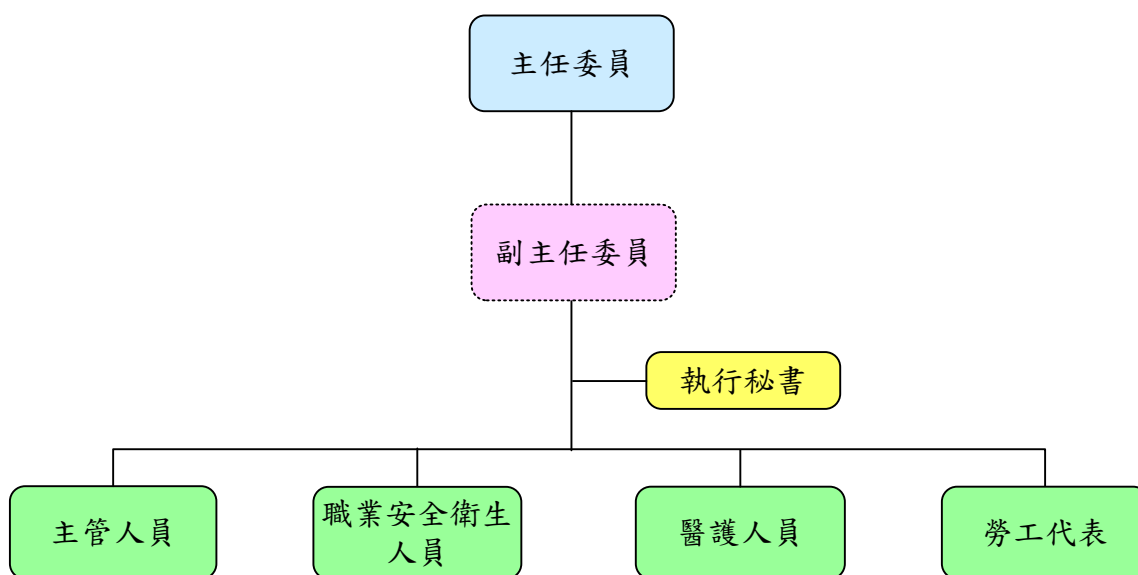 主任委員
副主任委員
執行秘書
主管人員
職業安全衛生
人員
醫護人員
勞工代表